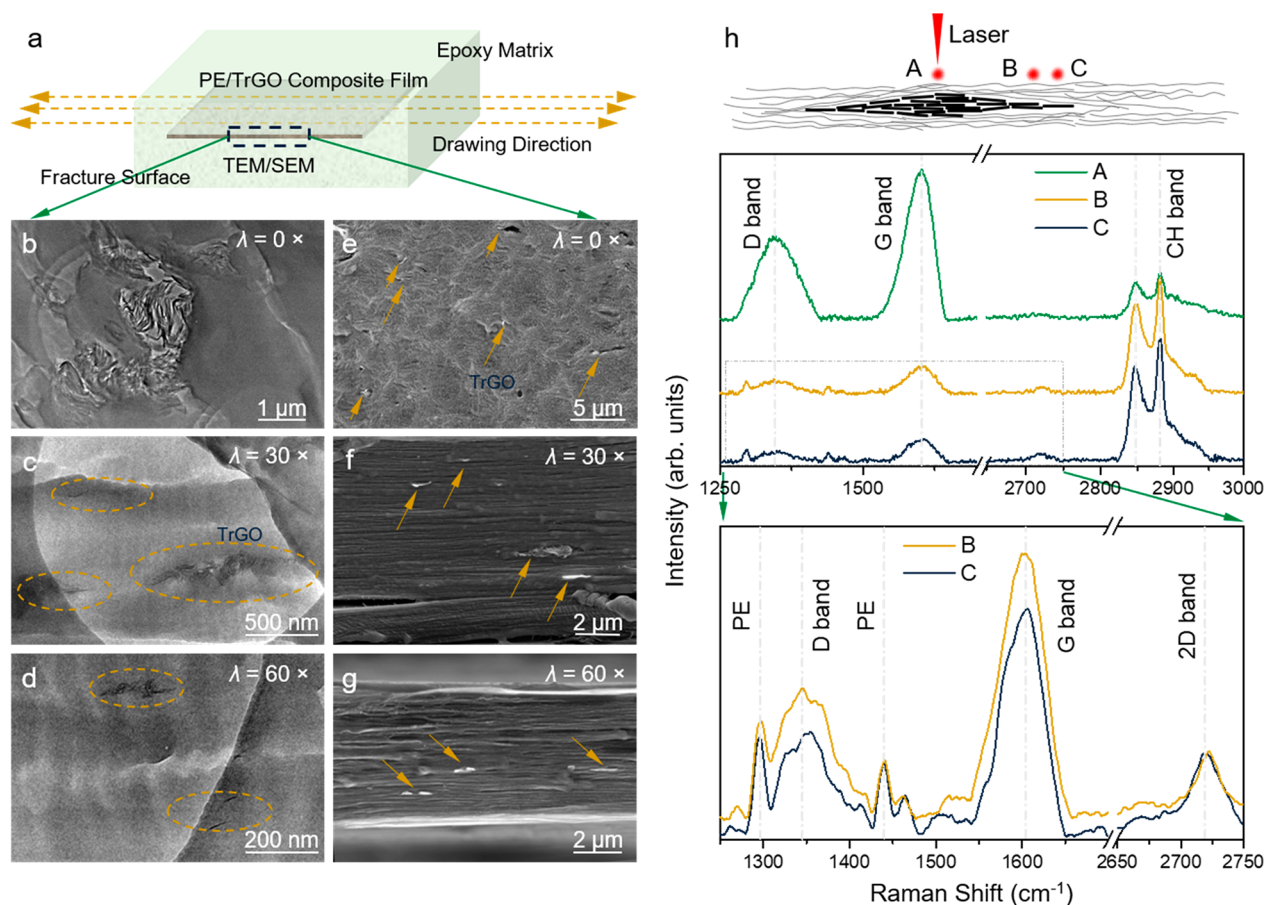 a
Epoxy Matrix
PE/TrGO Composite Film
Drawing Direction
TEM/SEM
Fracture Surface
b
λ = 0 ×
1 μm
e
λ = 0 ×
TrGO
5 μm
c
λ = 30 ×
TrGO
500 nm
f
λ = 30 ×
2 μm
d
λ = 60 ×
200 nm
g
λ = 60 ×
2 μm
h
Laser
A
B
C
D band
G band
A
B
C
CH band
1250
1500
2700
2800
2900
3000
Intensity (arb. units)
B
C
PE
D band
PE
G band
2D band
1300
1400
1500
1600
2650
2700
2750
Raman Shift (cm⁻¹)